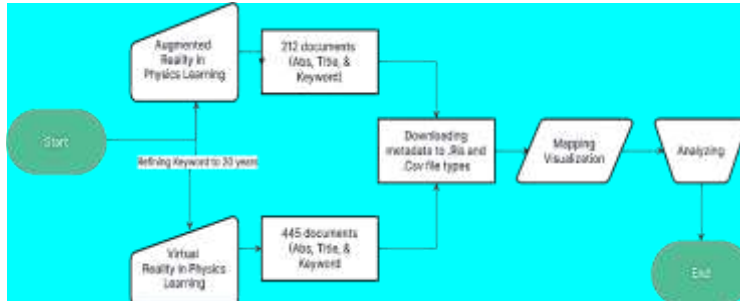 Augmented
Reality in
Physics Learning
212 documents
(Abs, Title, &
Keyword)
Start
Refining Keyword to 20 years
Downloading
metadata to .Ris and
.Csv file types
Mapping
Visualization
Analyzing
Virtual
Reality in Physics
Learning
445 documents
(Abs, Title, &
Keyword
End